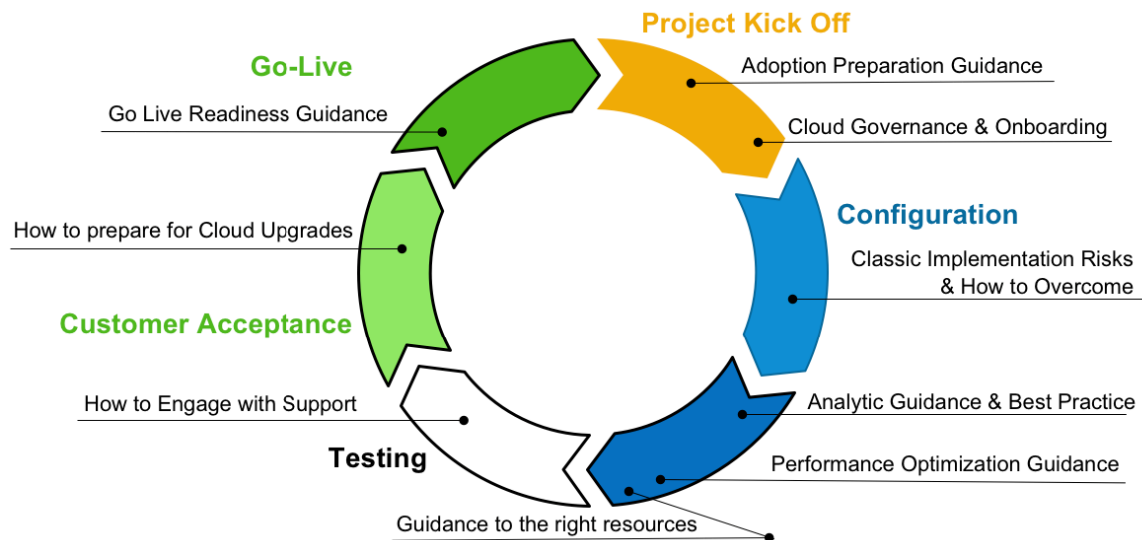 Project Kick Off
Adoption Preparation Guidance
Cloud Governance & Onboarding
Configuration
Classic Implementation Risks
& How to Overcome
Analytic Guidance & Best Practice
Performance Optimization Guidance
Guidance to the right resources
Testing
How to Engage with Support
Customer Acceptance
How to prepare for Cloud Upgrades
Go-Live
Go Live Readiness Guidance